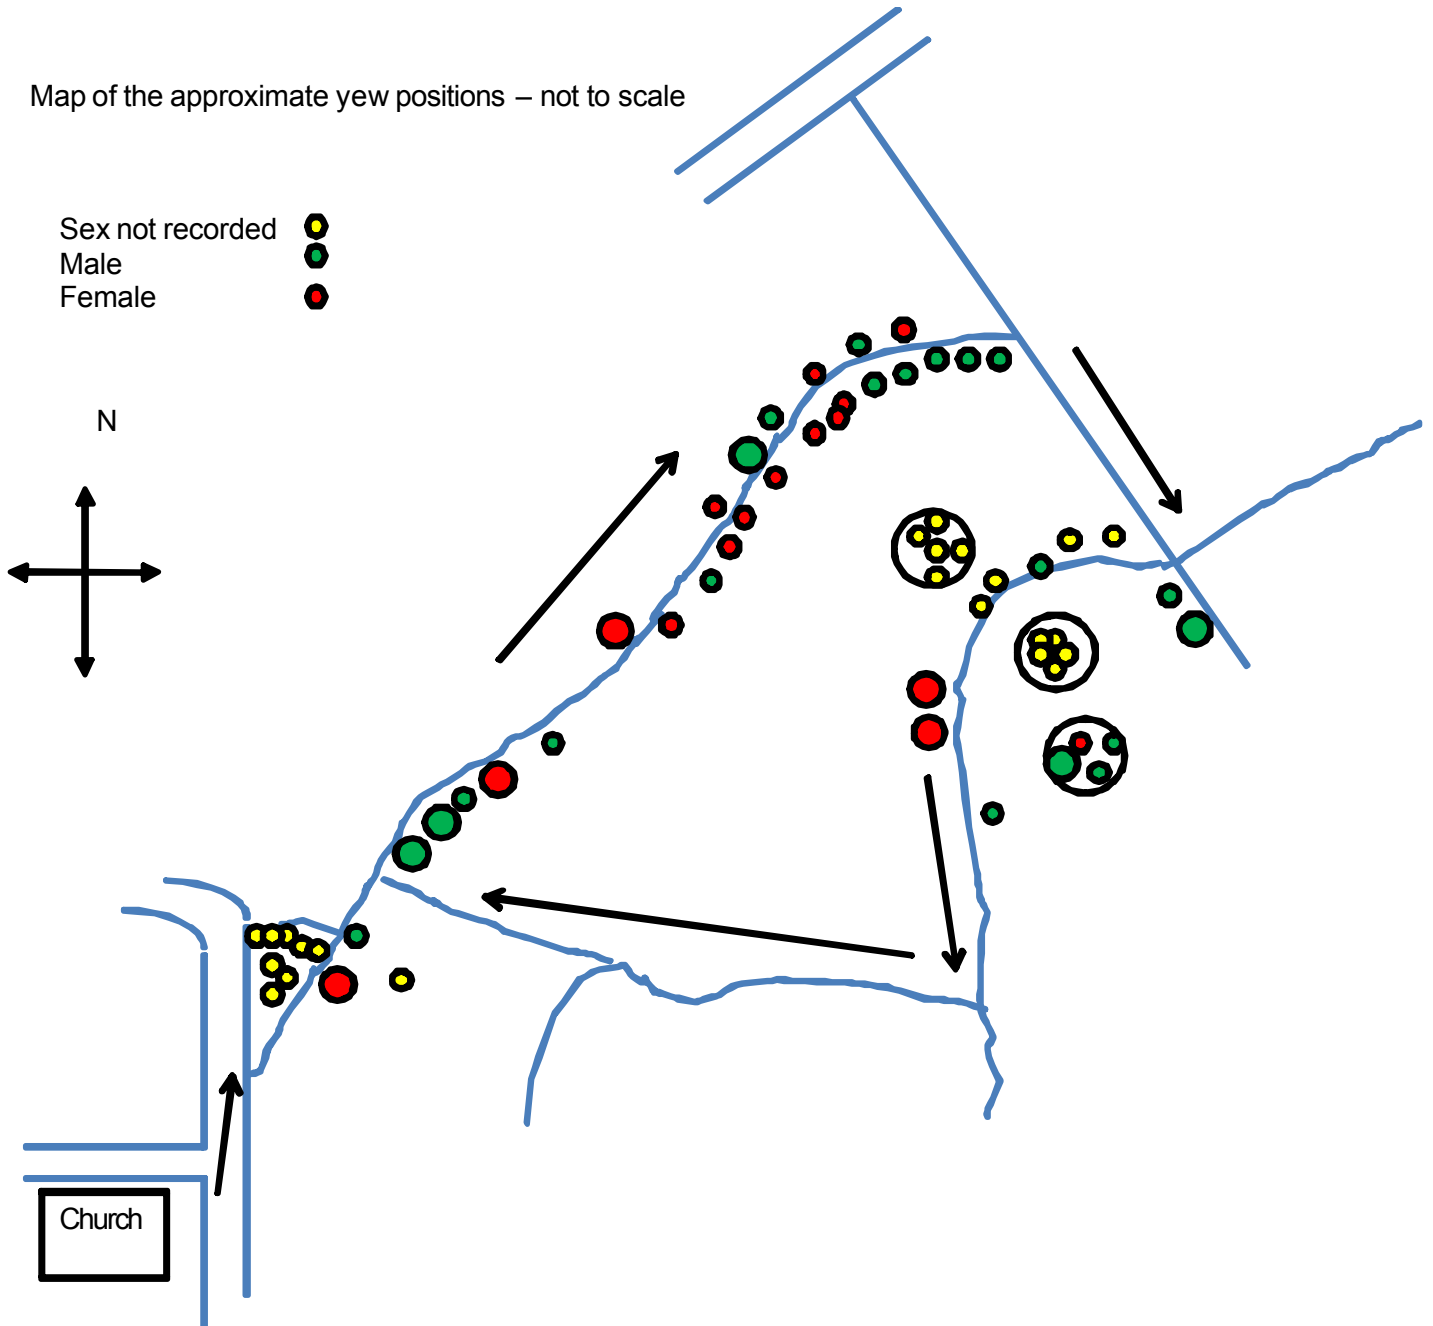 Map of the approximate yew positions – not to scale
Sex not recorded
Male
Female
N
Church